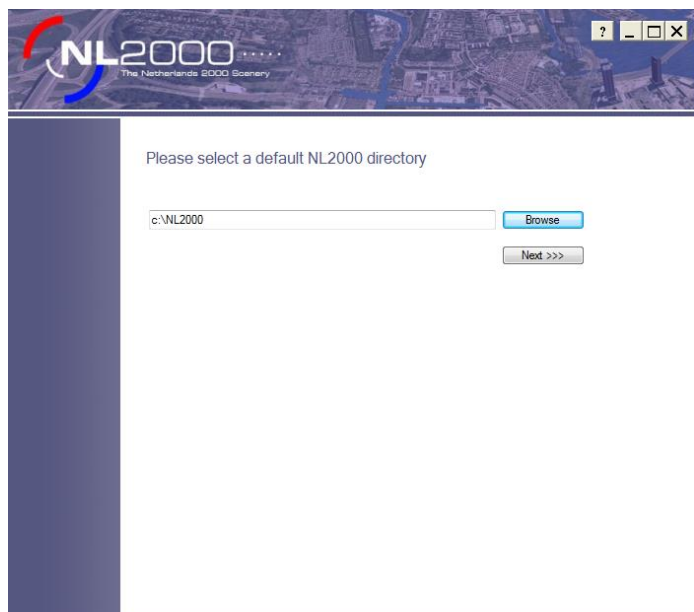 NL2000
The Netherlands 2000 Scenery
?
Please select a default NL2000 directory
c:\NL2000
Browse
Next >>>